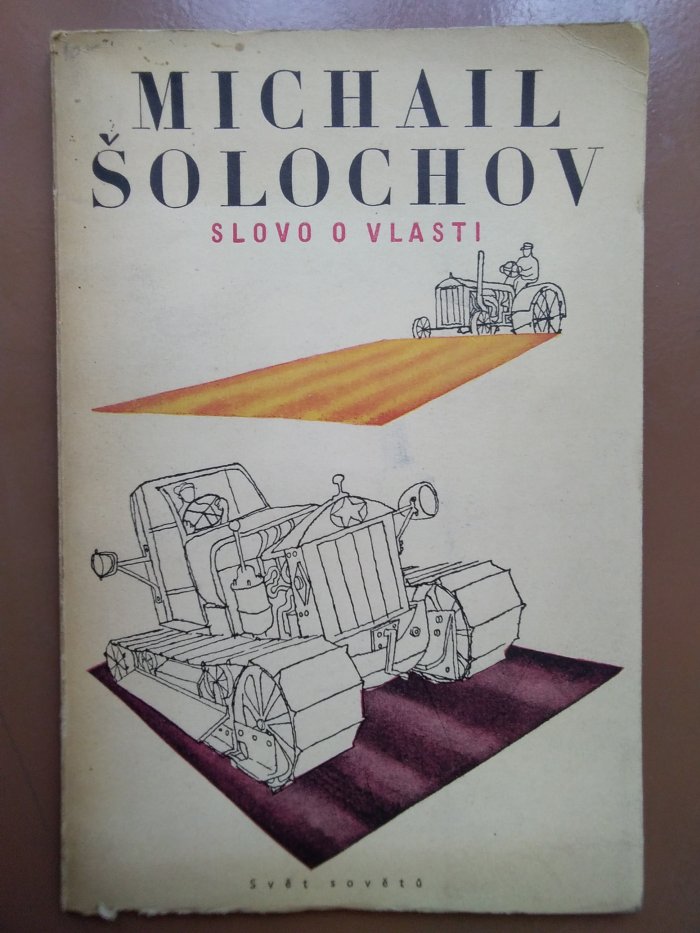 MICHAIL
ŠOLOCHOV
SLOVO O VLASTI
Svět sovětů